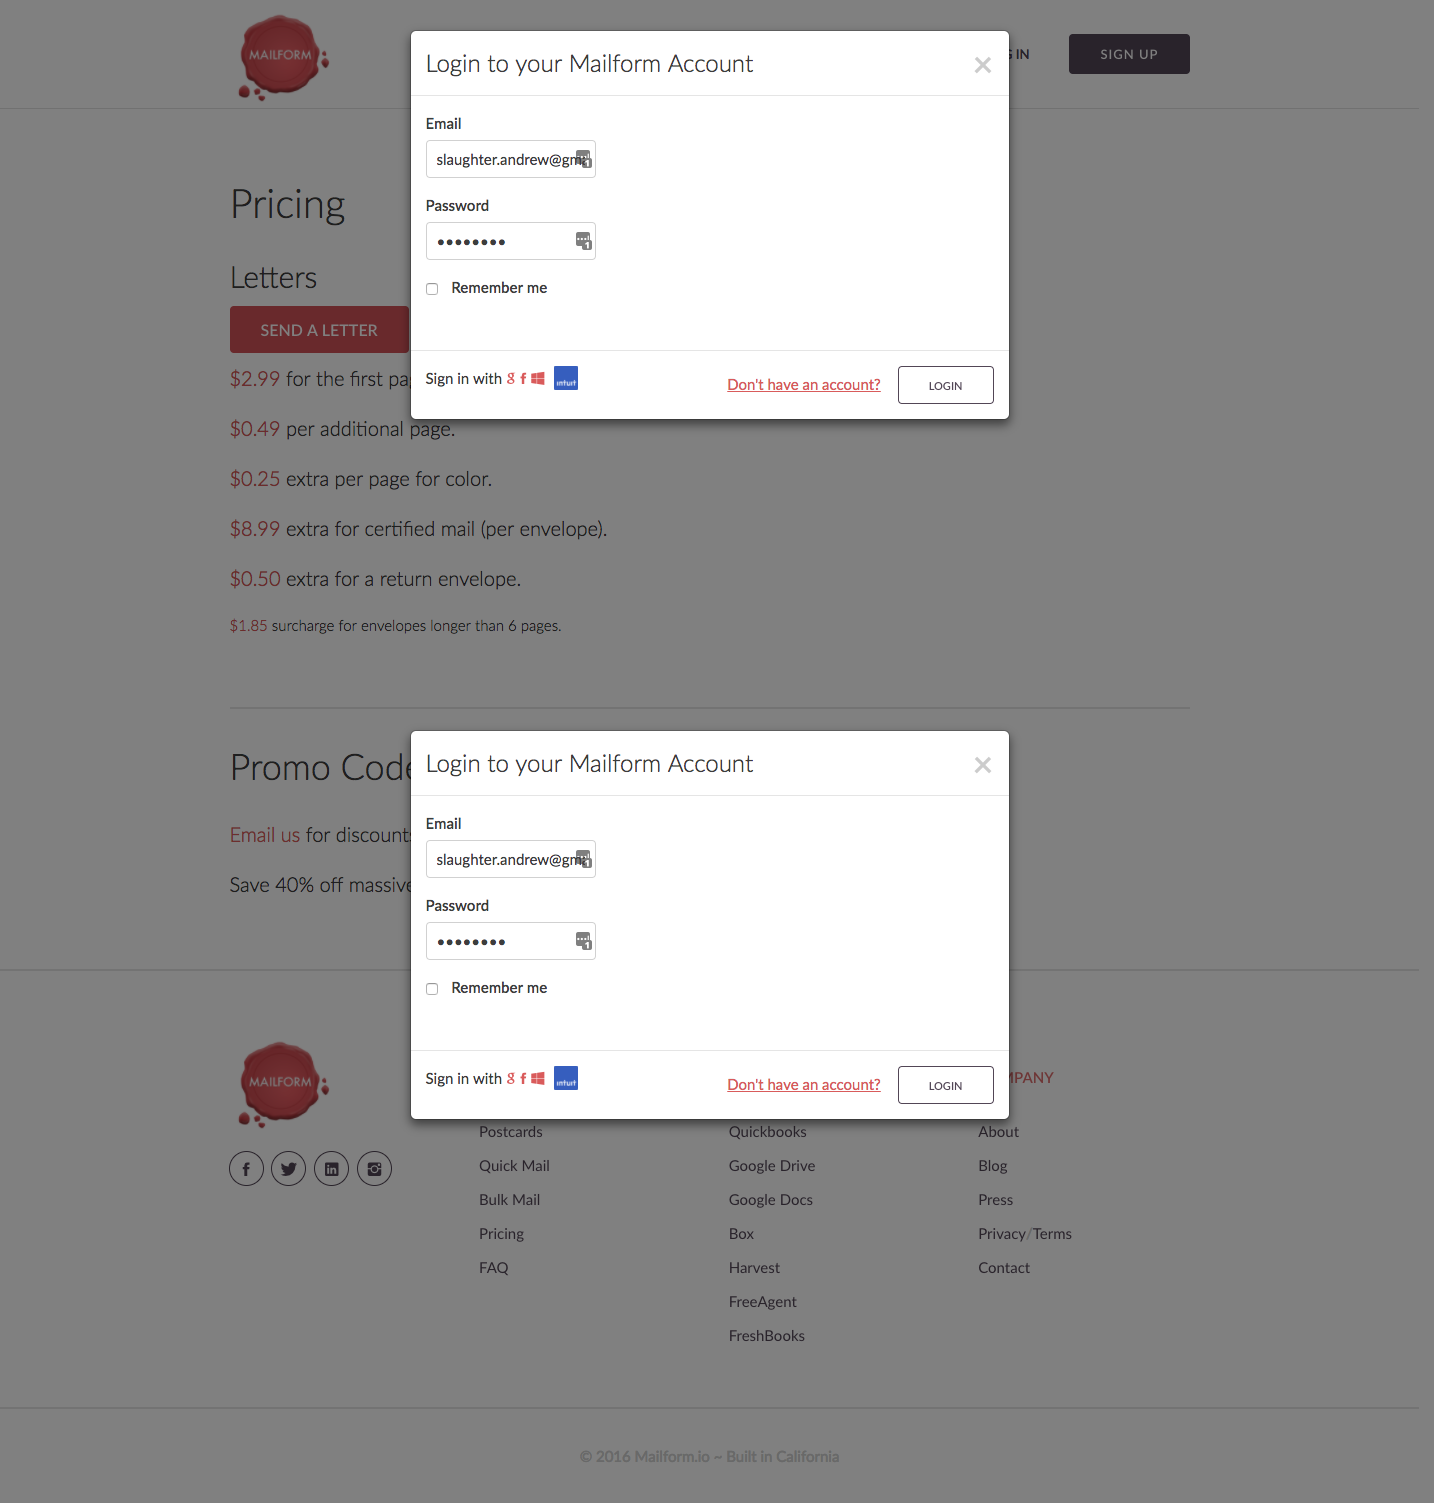 MAILFORM
IN
SIGN UP
Login to your Mailform Account
Email
slaughter.andrew@gm
Password
Remember me
Sign in with
intuit
Don't have an account?
LOGIN
Pricing
Letters
SEND A LETTER
$2.99 for the first
$0.49 per additional page.
$0.25 extra per page for color.
$8.99 extra for certified mail (per envelope).
$0.50 extra for a return envelope.
$1.85 surcharge for envelopes longer than 6 pages.
Login to your Mailform Account
Email
slaughter.andrew@gm
Password
Remember me
Sign in with
intuit
Don't have an account?
LOGIN
Promo Code
Email us for discounts
Save 40% off massive
MAILFORM
MPANY
Postcards
Quick Mail
Bulk Mail
Pricing
FAQ
Quickbooks
Google Drive
Google Docs
Box
Harvest
FreeAgent
FreshBooks
About
Blog
Press
Privacy/Terms
Contact
© 2016 Mailform.io ~ Built in California